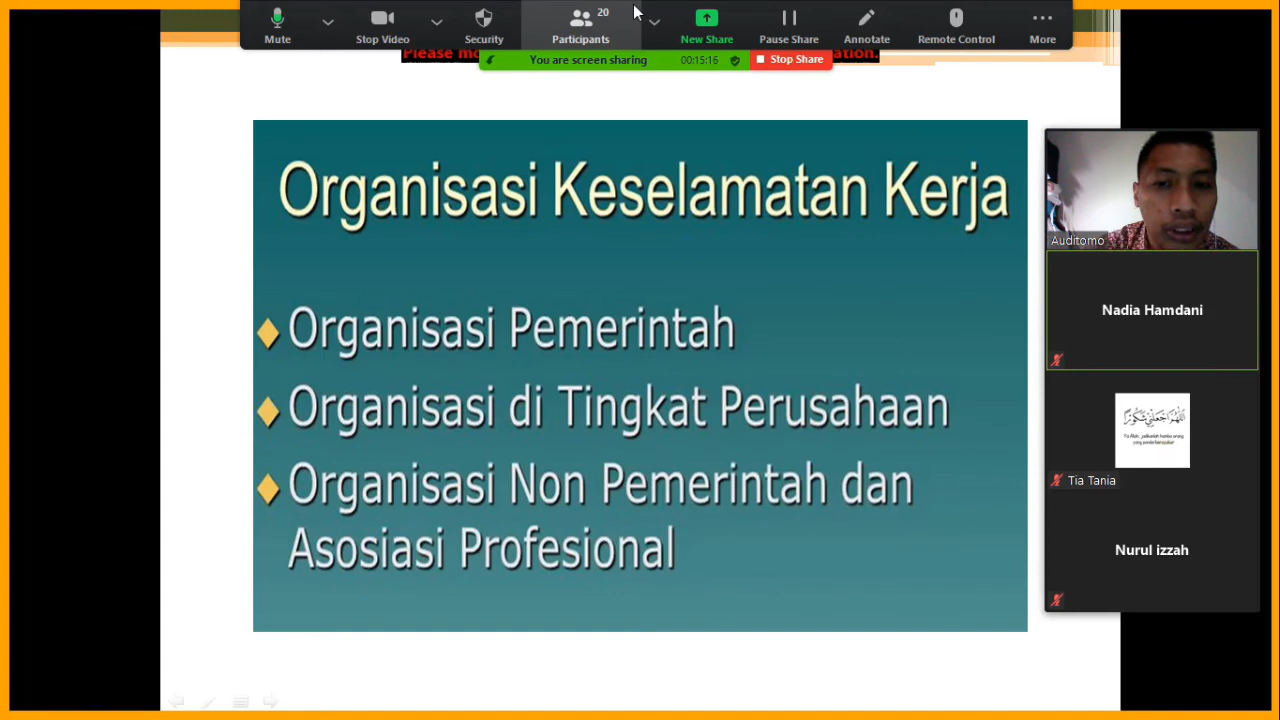 20
Mute
Stop Video
Security
Participants
New Share
Pause Share
Annotate
Remote Control
More
Please mo
ation.
You are screen sharing
00:15:16
Stop Share
Organisasi Keselamatan Kerja
Organisasi Pemerintah
Organisasi di Tingkat Perusahaan
Organisasi Non Pemerintah dan
Asosiasi Profesional
Auditomo
Nadia Hamdani
Tia Tania
Nurul izzah